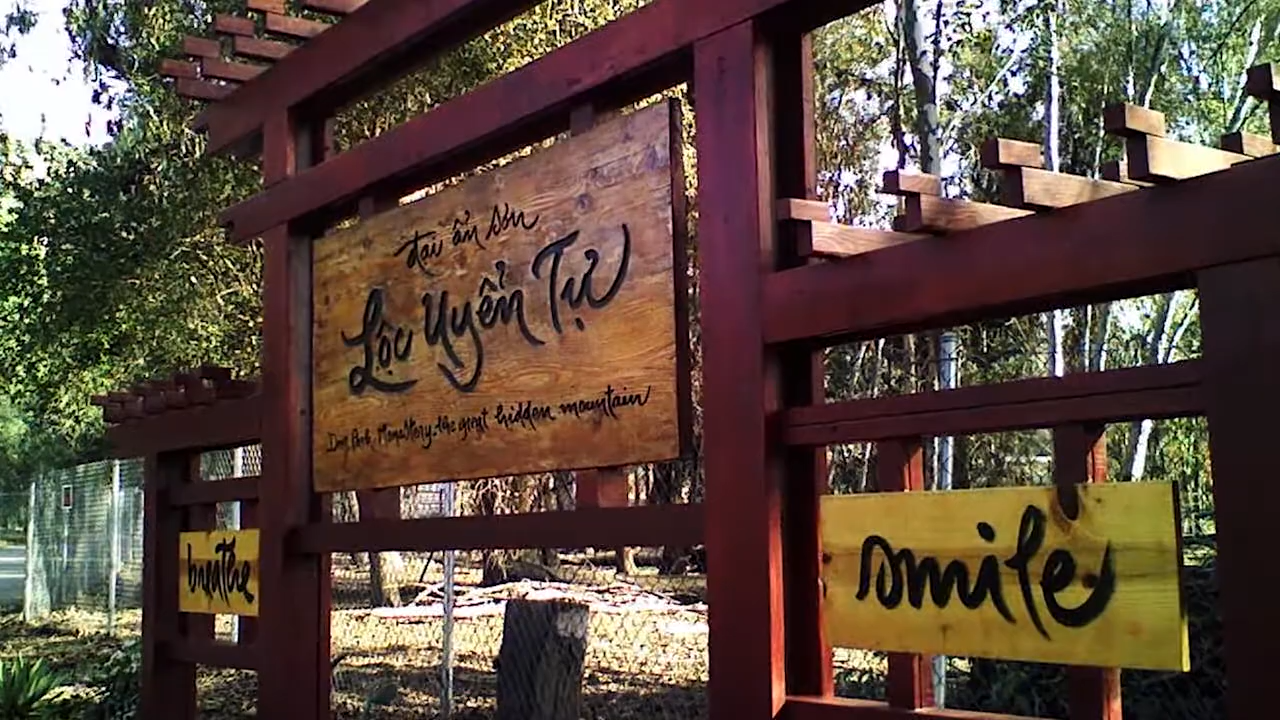 đại ẩn sơn
Lộc Uyển Tự
Deer Park Monastery - the great hidden mountain
breathe
smile